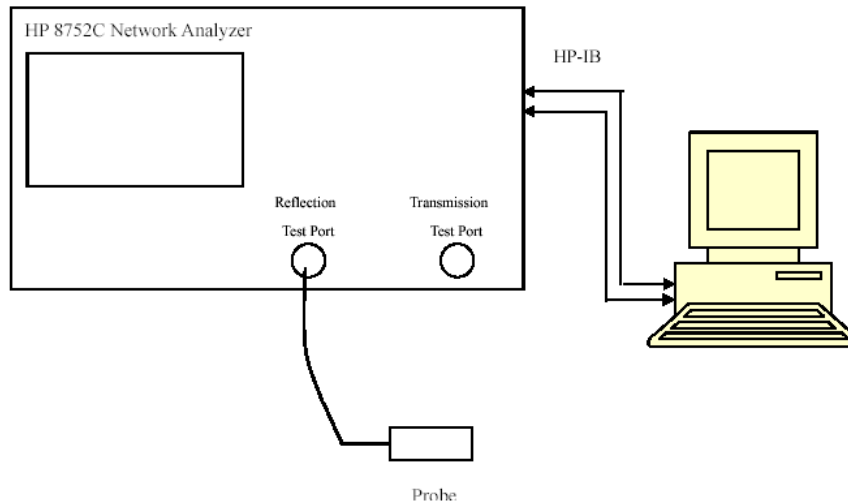 HP 8752C Network Analyzer
HP-IB
Reflection
Test Port
Transmission
Test Port
Probe